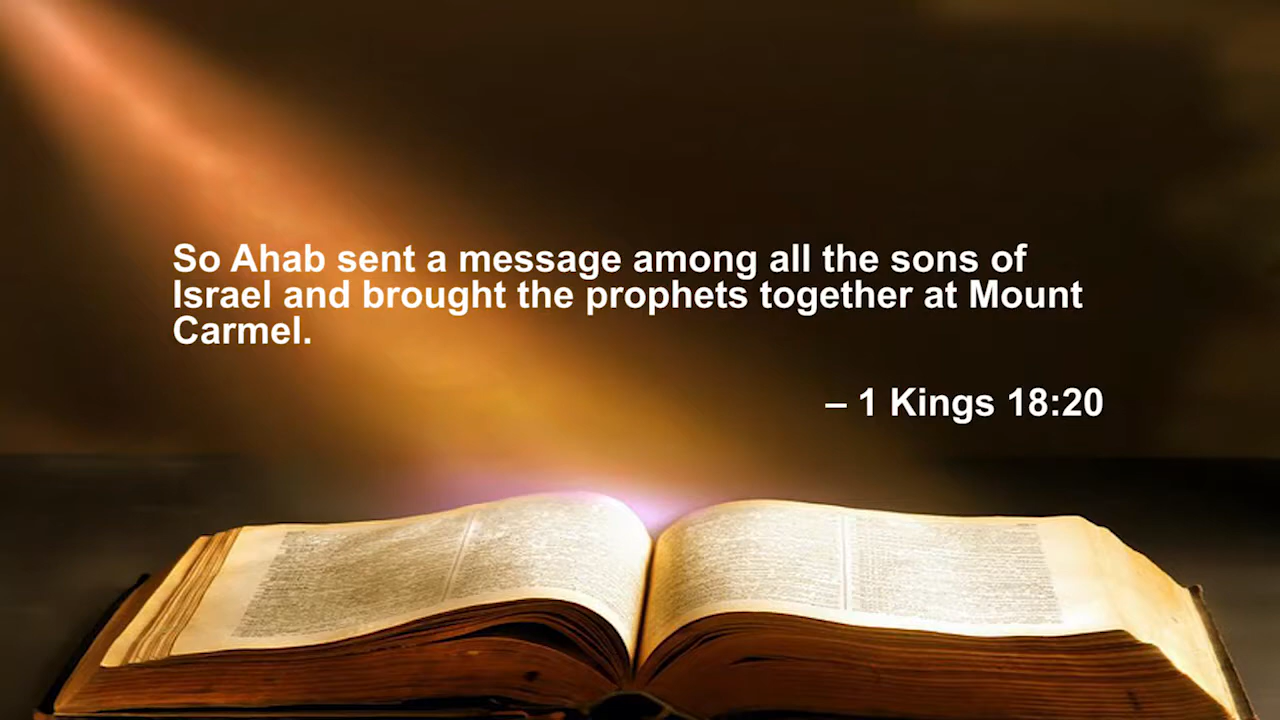 So Ahab sent a message among all the sons of
Israel and brought the prophets together at Mount
Carmel.
– 1 Kings 18:20